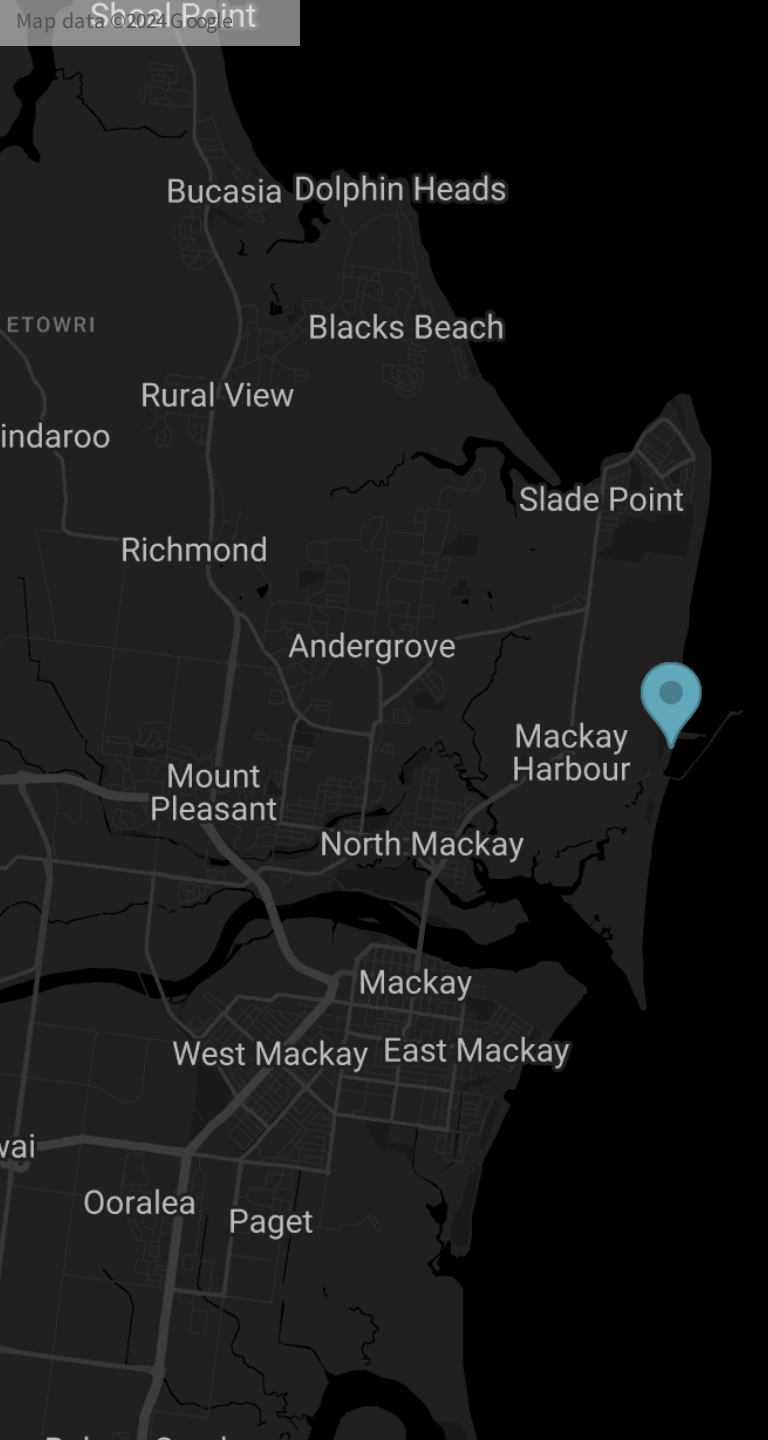 Shoal Point
Map data ©2024 Google
Bucasia
Dolphin Heads
ETOWRI
Blacks Beach
Rural View
indaroo
Slade Point
Richmond
Andergrove
Mackay
Harbour
Mount
Pleasant
North Mackay
Mackay
West Mackay
East Mackay
wai
Ooralea
Paget